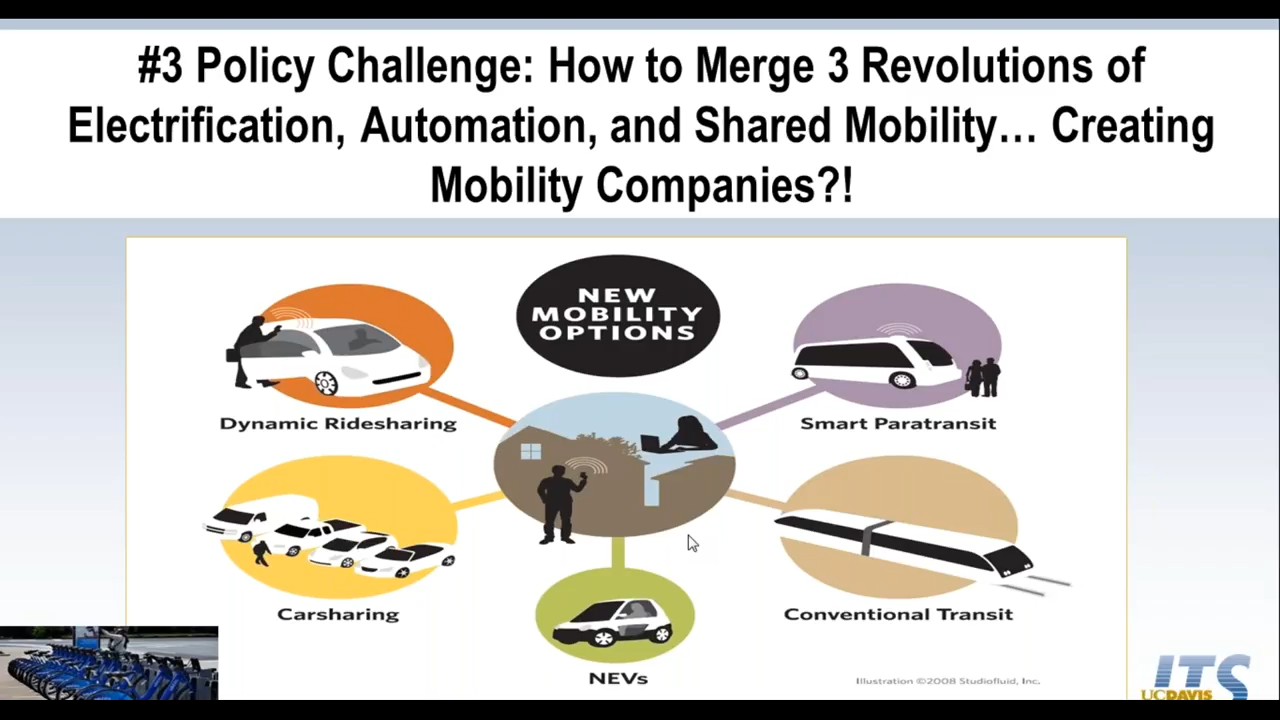 #3 Policy Challenge: How to Merge 3 Revolutions of
Electrification, Automation, and Shared Mobility... Creating
Mobility Companies?!
NEW
MOBILITY
OPTIONS
Dynamic Ridesharing
Smart Paratransit
Carsharing
Conventional Transit
NEVs
Illustration ©2008 Studiofluid, Inc.
ITS
UCDAVIS